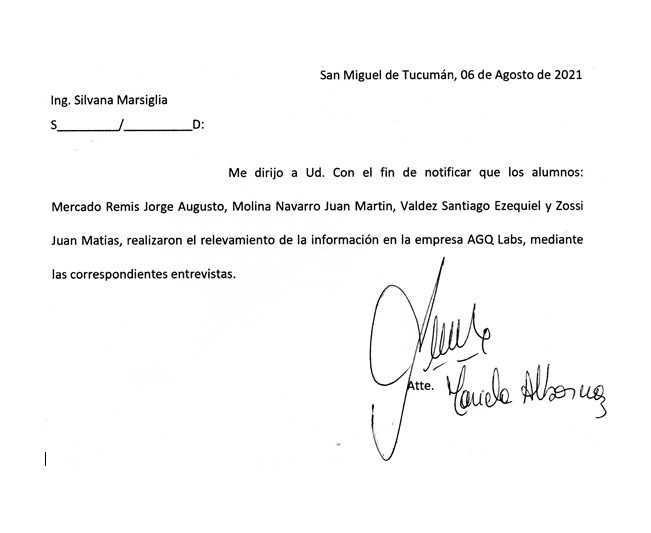 San Miguel de Tucumán, 06 de Agosto de 2021
Ing. Silvana Marsiglia
S_________/__________D:
Me dirijo a Ud. Con el fin de notificar que los alumnos:
Mercado Remis Jorge Augusto, Molina Navarro Juan Martin, Valdez Santiago Ezequiel y Zossi
Juan Matias, realizaron el relevamiento de la información en la empresa AGQ Labs, mediante
las correspondientes entrevistas.
Atte. Mariela Albornoz